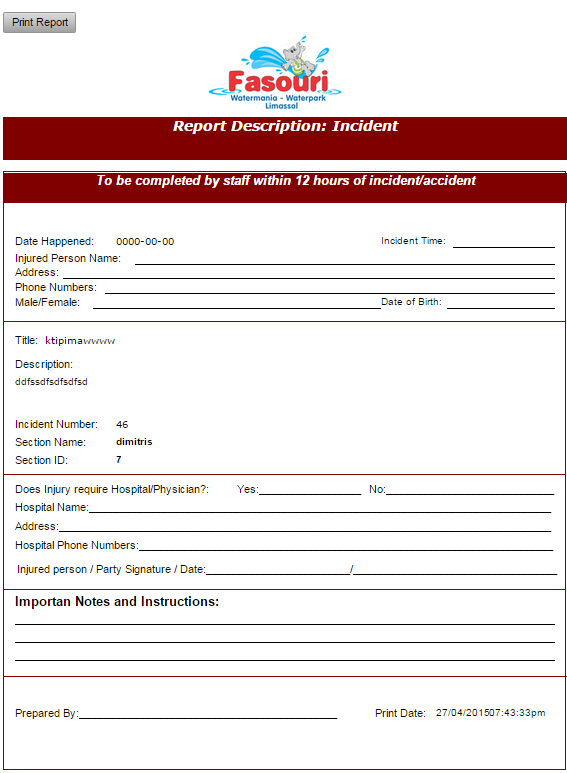 Print Report
Fasouri
Watermania - Waterpark
Limassol
Report Description: Incident
To be completed by staff within 12 hours of incident/accident
Date Happened: 0000-00-00 Incident Time:
Injured Person Name:
Address:
Phone Numbers:
Male/Female: Date of Birth:
Title: ktipimawwww
Description:
ddfssdfsdfsdfsd
Incident Number: 46
Section Name: dimitris
Section ID: 7
Does Injury require Hospital/Physician?: Yes: No:
Hospital Name:
Address:
Hospital Phone Numbers:
Injured person / Party Signature / Date: /
Importan Notes and Instructions:
Prepared By: Print Date: 27/04/201507:43:33pm